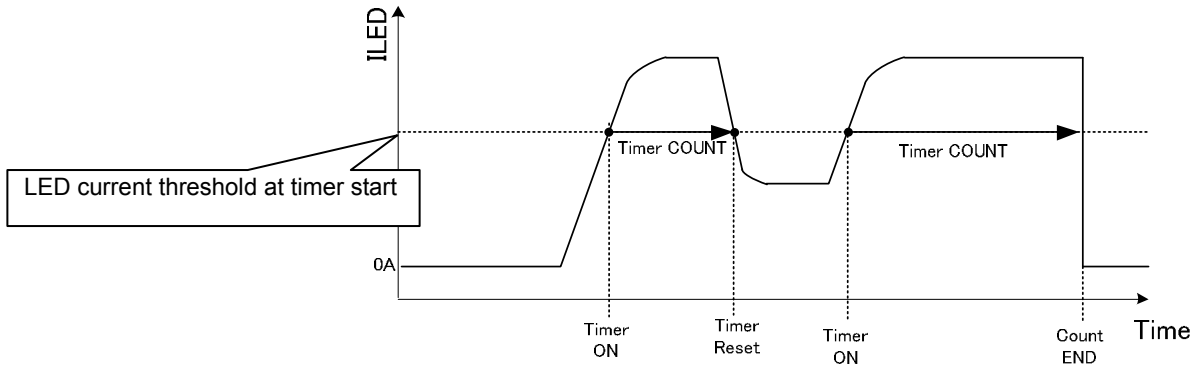 ILED
Timer COUNT
Timer COUNT
LED current threshold at timer start
0A
Timer
ON
Timer
Reset
Timer
ON
Count
END
Time